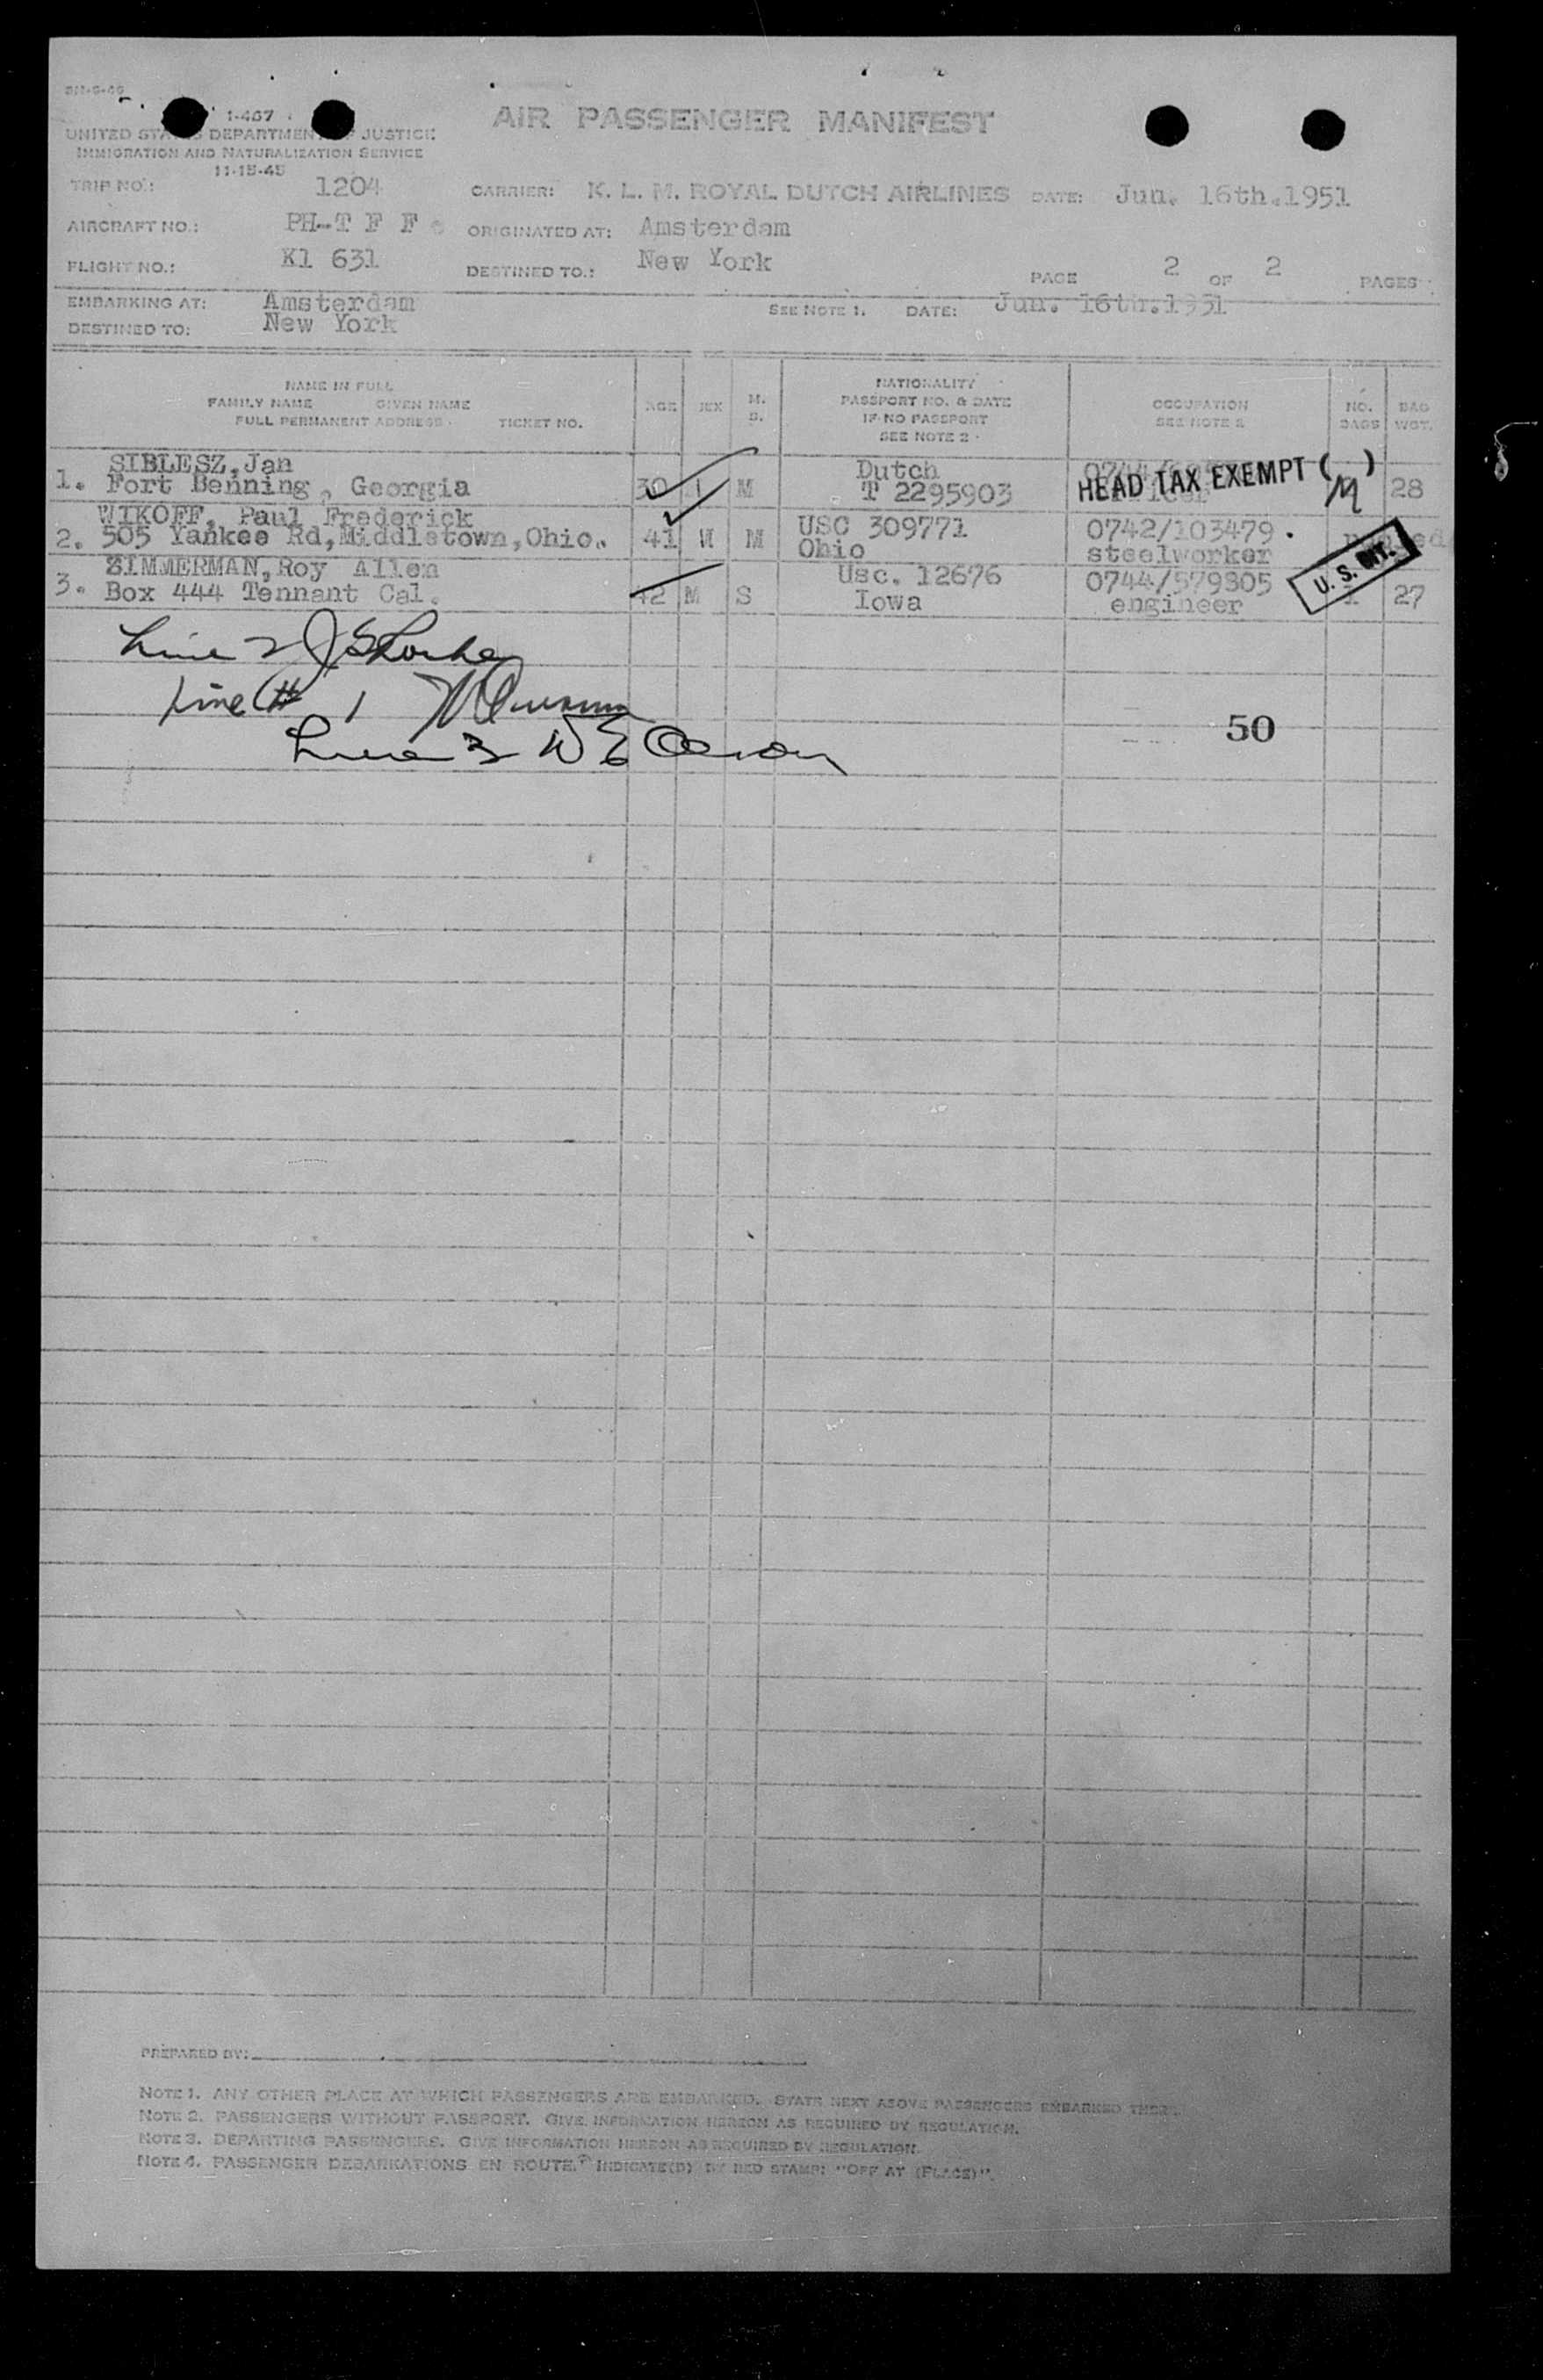 1-467
UNITED STATES DEPARTMENT JUSTICE
IMMIGRATION AND NATURALIZATION SERVICE
11-15-45
AIR PASSENGER MANIFEST
TRIP NO.: 1204 CARRIER: K. L. M. ROYAL DUTCH AIRLINES DATE: Jun. 16th.1951
AIRCRAFT NO.: PH-T F F ORIGINATED AT: Amsterdam
FLIGHT NO.: Kl 631 DESTINED TO.: New York PAGE 2 OF 2 PAGES
EMBARKING AT: Amsterdam SEE NOTE 1. DATE: Jun. 16th.1951
DESTINED TO: New York
NAME IN FULL
FAMILY NAME GIVEN NAME
FULL PERMANENT ADDRESS TICKET NO.
AGE
SEX
M.
S.
NATIONALITY
PASSPORT NO. & DATE
IF NO PASSPORT
SEE NOTE 2
OCCUPATION
SEE NOTE 2
NO.
BAGS
BAG
WGT.
SIBLESZ, Jan Dutch
1. Fort Benning, Georgia 30 M T 2295903 HEAD TAX EXEMPT (M) 28
WIKOFF, Paul Frederick USC 309771 0742/103479.
2. 505 Yankee Rd, Middletown, Ohio. 41 M M Ohio steelworker
ZIMMERMAN, Roy Allen Usc. 12676 0744/579805 U. S. CIT.
3. Box 444 Tennant Cal. 42 M S Iowa engineer 1 27
Line 2
Line # 1
Line 3 W E
50
PREPARED BY:
NOTE 1. ANY OTHER PLACE AT WHICH PASSENGERS ARE EMBARKED. STATE NEXT ABOVE PASSENGERS EMBARKED THERE.
NOTE 2. PASSENGERS WITHOUT PASSPORT. GIVE INFORMATION HEREON AS REQUIRED BY REGULATION.
NOTE 3. DEPARTING PASSENGERS. GIVE INFORMATION HEREON AS REQUIRED BY REGULATION.
NOTE 4. PASSENGER DEBARKATIONS EN ROUTE. INDICATE(D) BY RED STAMP: "OFF AT (PLACE)".